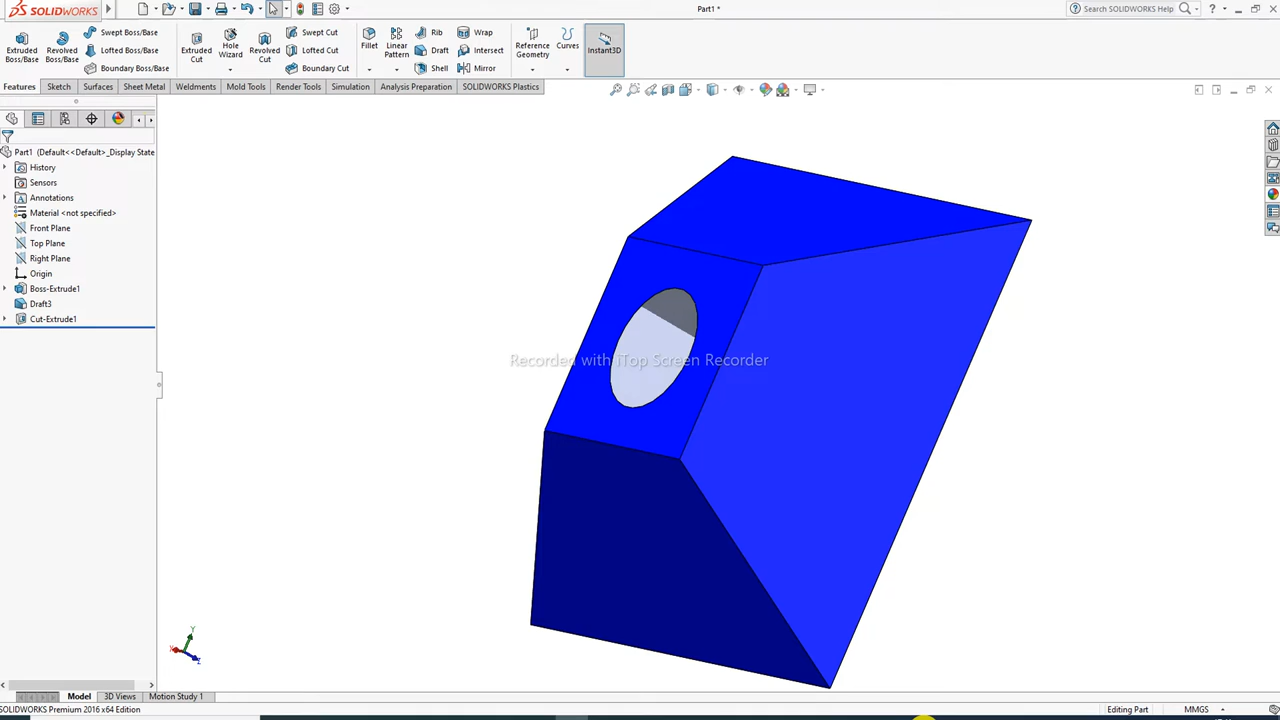 SOLIDWORKS
Part1 *
Search SOLIDWORKS Help
Extruded Boss/Base
Revolved Boss/Base
Swept Boss/Base
Lofted Boss/Base
Boundary Boss/Base
Extruded Cut
Hole Wizard
Revolved Cut
Swept Cut
Lofted Cut
Boundary Cut
Fillet
Linear Pattern
Rib
Draft
Shell
Wrap
Intersect
Mirror
Reference Geometry
Curves
Instant3D
Features Sketch Surfaces Sheet Metal Weldments Mold Tools Render Tools Simulation Analysis Preparation SOLIDWORKS Plastics
Part1 (Default<<Default>_Display State
History
Sensors
Annotations
Material <not specified>
Front Plane
Top Plane
Right Plane
Origin
Boss-Extrude1
Draft3
Cut-Extrude1
Recorded with iTop Screen Recorder
Y
X
Z
Model 3D Views Motion Study 1
SOLIDWORKS Premium 2016 x64 Edition
Editing Part
MMGS